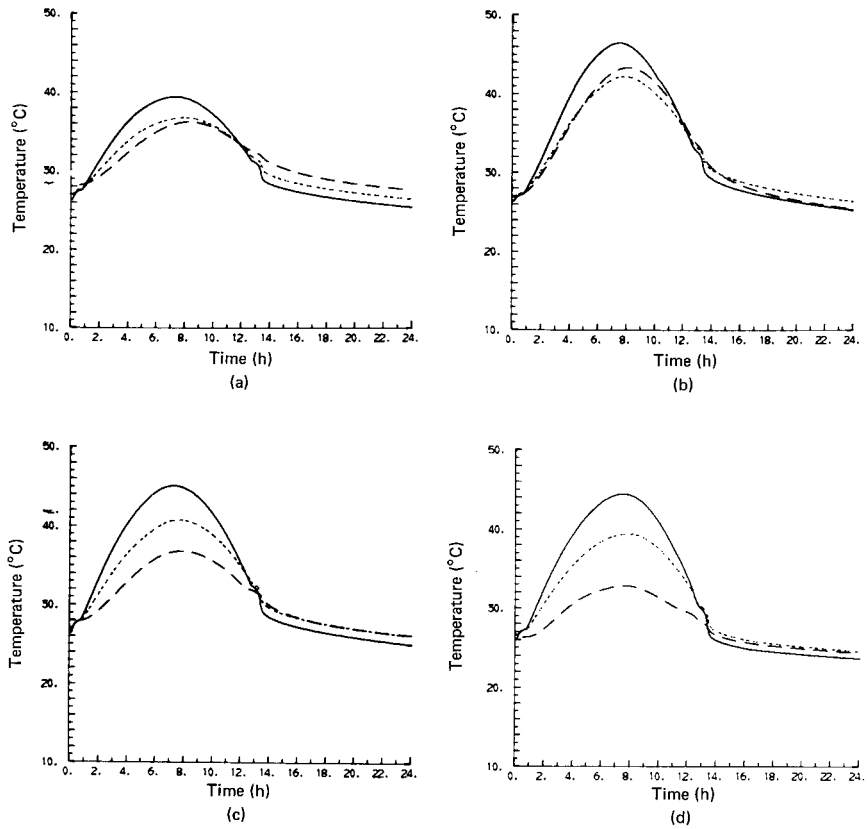 50.
40.
30.
20.
10.
Temperature (°C)
0. 2. 4. 6. 8. 10. 12. 14. 16. 18. 20. 22. 24.
Time (h)
(a)
50.
40.
30.
20.
10.
Temperature (°C)
0. 2. 4. 6. 8. 10. 12. 14. 16. 18. 20. 22. 24.
Time (h)
(b)
50.
40.
30.
20.
10.
Temperature (°C)
0. 2. 4. 6. 8. 10. 12. 14. 16. 18. 20. 22. 24.
Time (h)
(c)
50.
40.
30.
20.
10.
Temperature (°C)
0. 2. 4. 6. 8. 10. 12. 14. 16. 18. 20. 22. 24.
Time (h)
(d)